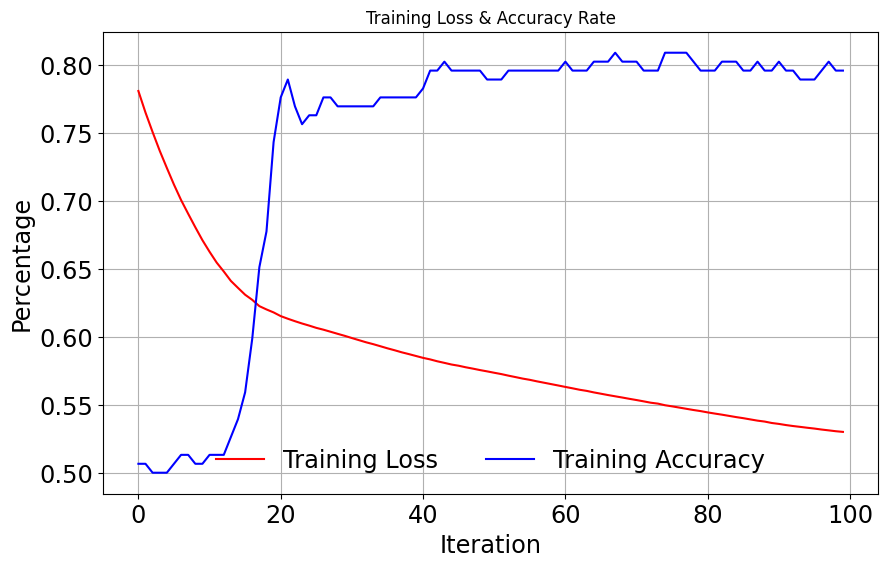 Training Loss & Accuracy Rate
Percentage
0.80
0.75
0.70
0.65
0.60
0.55
0.50
Training Loss
Training Accuracy
0 20 40 60 80 100
Iteration